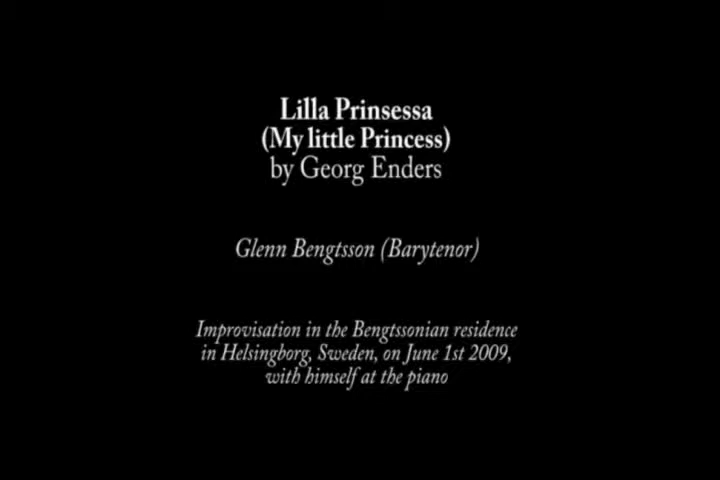 Lilla Prinsessa
(My little Princess)
by Georg Enders
Glenn Bengtsson (Barytenor)
Improvisation in the Bengtssonian residence
in Helsingborg, Sweden, on June 1st 2009,
with himself at the piano